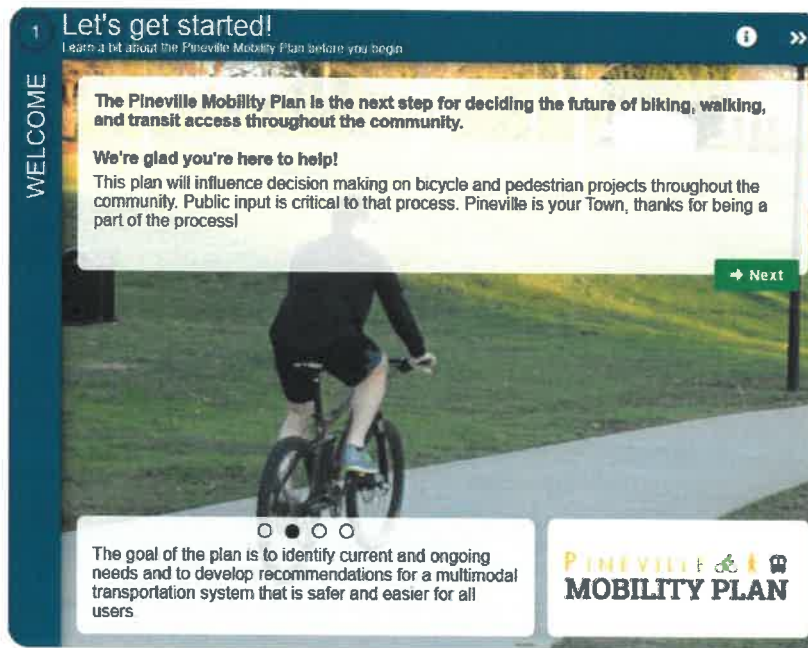 1
Let's get started!
Learn a bit about the Pineville Mobility Plan before you begin
WELCOME
The Pineville Mobility Plan is the next step for deciding the future of biking, walking,
and transit access throughout the community.
We're glad you're here to help!
This plan will influence decision making on bicycle and pedestrian projects throughout the
community. Public input is critical to that process. Pineville is your Town, thanks for being a
part of the process!
Next
The goal of the plan is to identify current and ongoing
needs and to develop recommendations for a multimodal
transportation system that is safer and easier for all
users
PINEVILLE
MOBILITY PLAN